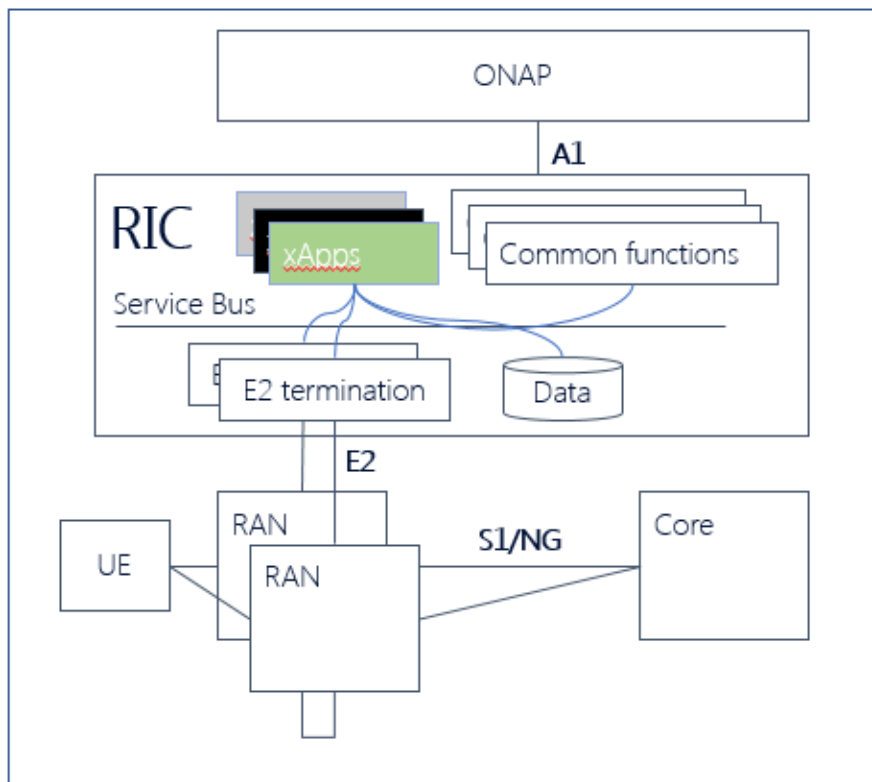 ONAP
A1
RIC
xApps
Common functions
Service Bus
E2 termination
Data
E2
RAN
S1/NG
Core
UE
RAN